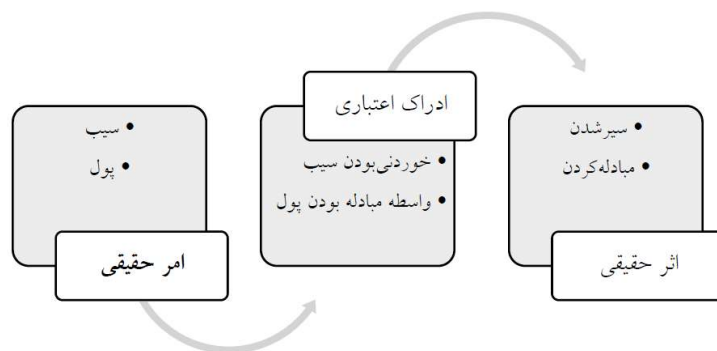 • سیب
• پول
امر حقیقی
ادراک اعتباری
• خوردنی‌بودن سیب
• واسطه مبادله بودن پول
• سیرشدن
• مبادله‌کردن
اثر حقیقی